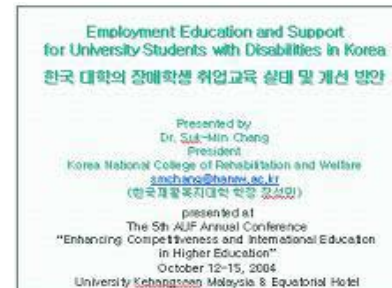 Employment Education and Support
for University Students with Disabilities in Korea
한국 대학의 장애학생 취업교육 실태 및 개선 방안
Presented by
Dr. Suk-Min Chang
President
Korea National College of Rehabilitation and Welfare
smchang@hanrw.ac.kr
(한국재활복지대학 학장 장석민)
presented at
The 5th AUF Annual Conference
"Enhancing Competitiveness and International Education
in Higher Education"
October 12-15, 2004
University Kebangseen Malaysia & Equatorial Hotel